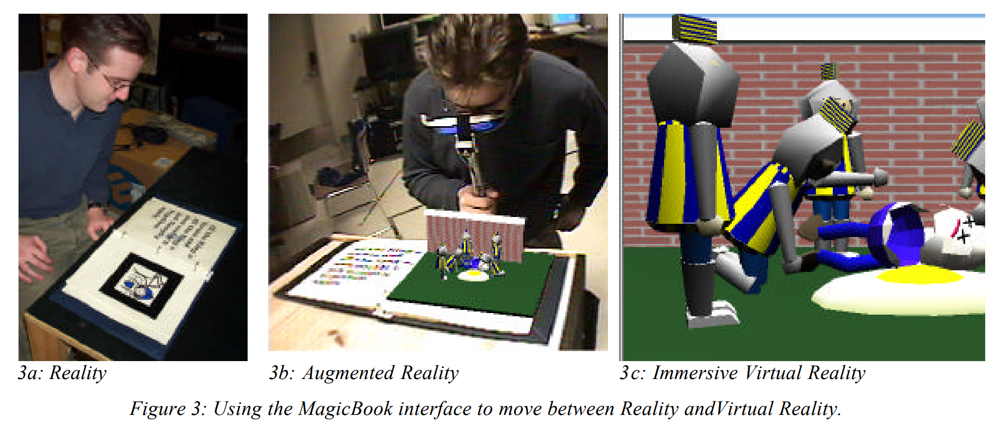 3a: Reality
3b: Augmented Reality
3c: Immersive Virtual Reality
Figure 3: Using the MagicBook interface to move between Reality andVirtual Reality.